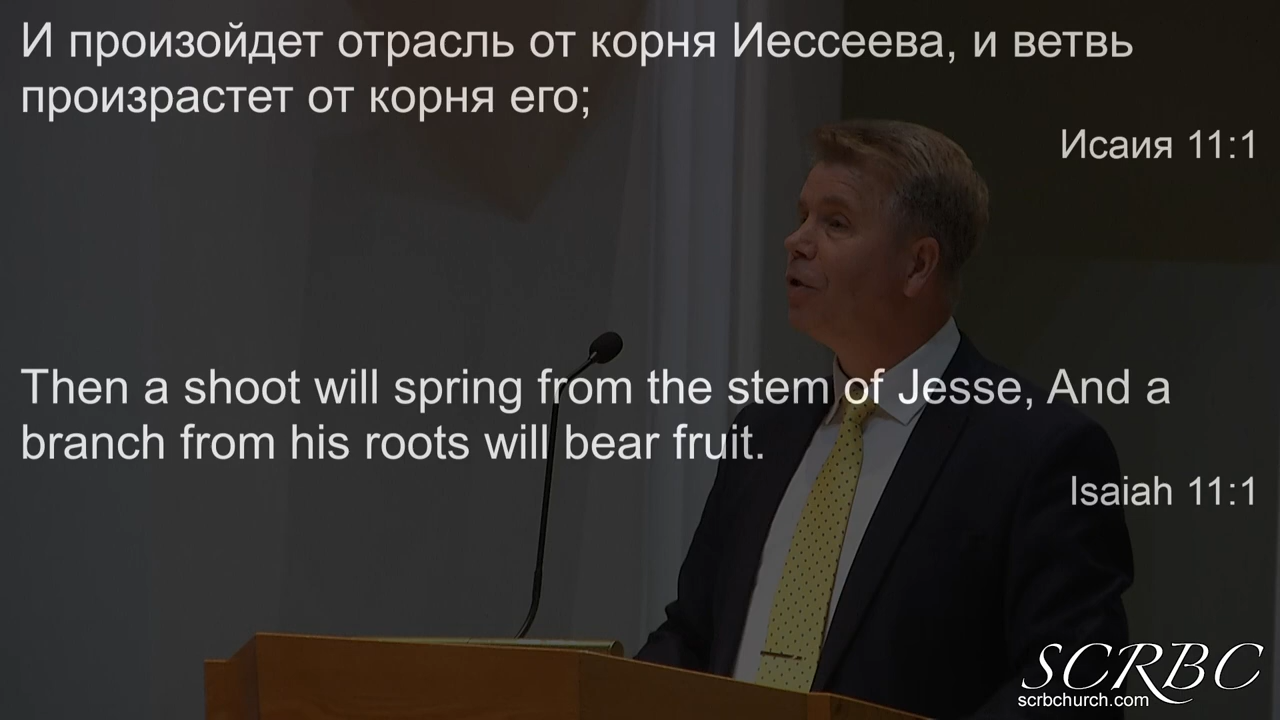 И произойдет отрасль от корня Иессеева, и ветвь
произрастет от корня его;
Исаия 11:1
Then a shoot will spring from the stem of Jesse, And a
branch from his roots will bear fruit.
Isaiah 11:1
SCRBC
scrbchurch.com